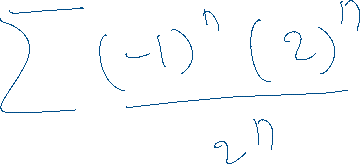 ∑ (-1)^n (2)^n / 2^n